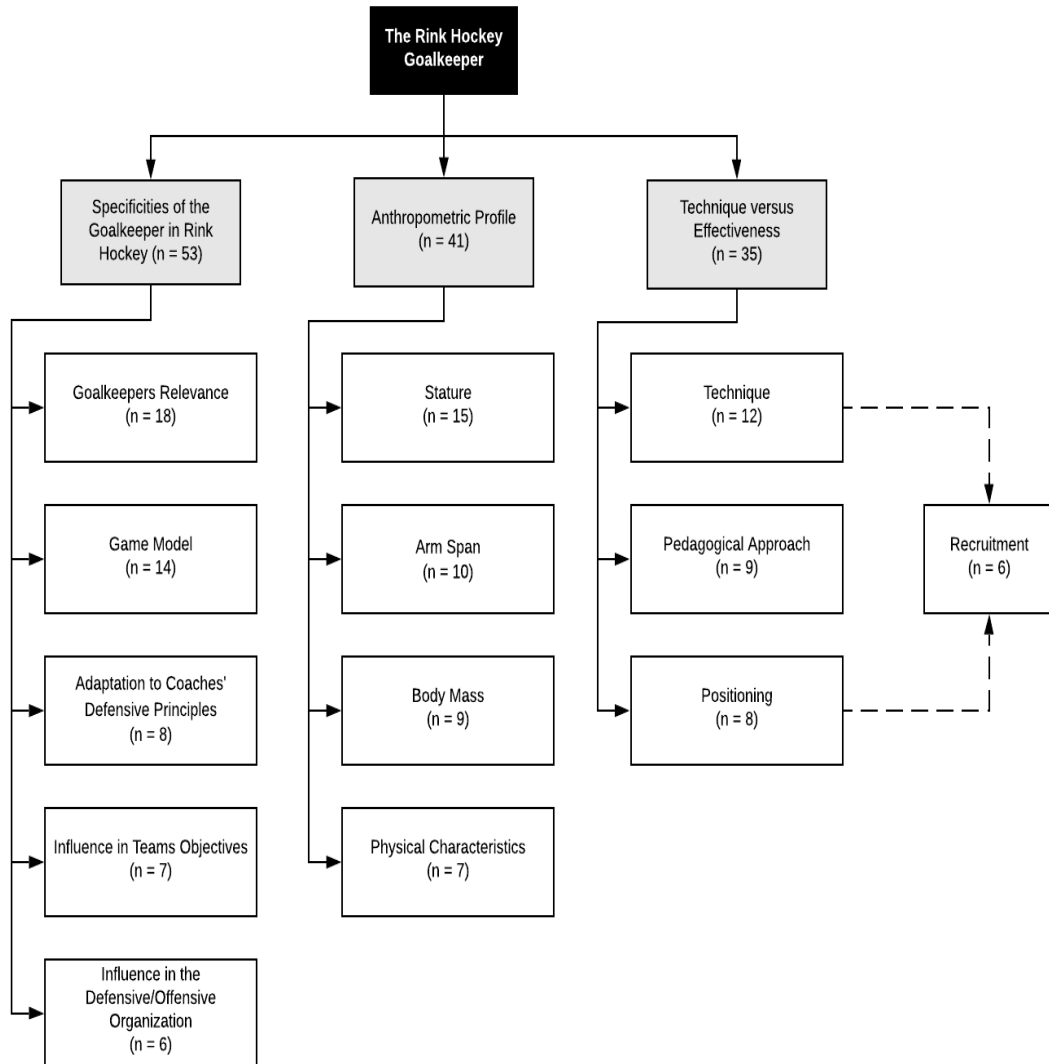 The Rink Hockey
Goalkeeper
Specificities of the
Goalkeeper in Rink
Hockey (n = 53)
Anthropometric Profile
(n = 41)
Technique versus
Effectiveness
(n = 35)
Goalkeepers Relevance
(n = 18)
Stature
(n = 15)
Technique
(n = 12)
Game Model
(n = 14)
Arm Span
(n = 10)
Pedagogical Approach
(n = 9)
Recruitment
(n = 6)
Adaptation to Coaches'
Defensive Principles
(n = 8)
Body Mass
(n = 9)
Positioning
(n = 8)
Influence in Teams Objectives
(n = 7)
Physical Characteristics
(n = 7)
Influence in the
Defensive/Offensive
Organization
(n = 6)